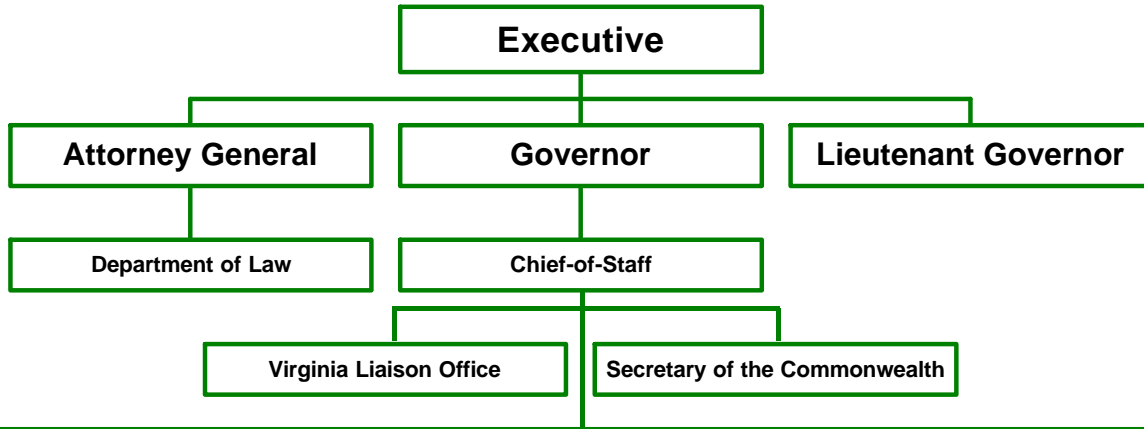 Executive
Attorney General
Governor
Lieutenant Governor
Department of Law
Chief-of-Staff
Virginia Liaison Office
Secretary of the Commonwealth